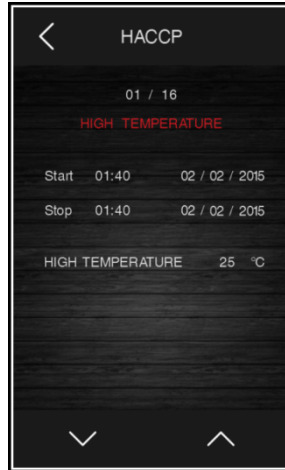 HACCP
01 / 16
HIGH TEMPERATURE
Start 01:40 02 / 02 / 2015
Stop 01:40 02 / 02 / 2015
HIGH TEMPERATURE 25 °C